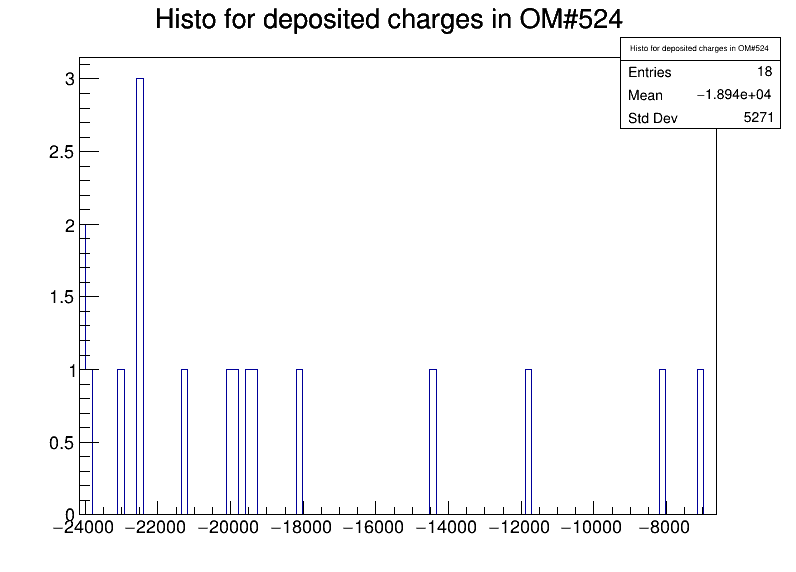 Histo for deposited charges in OM#524
Histo for deposited charges in OM#524
Entries 18
Mean −1.894e+04
Std Dev 5271
3
2.5
2
1.5
1
0.5
0
−24000 −22000 −20000 −18000 −16000 −14000 −12000 −10000 −8000